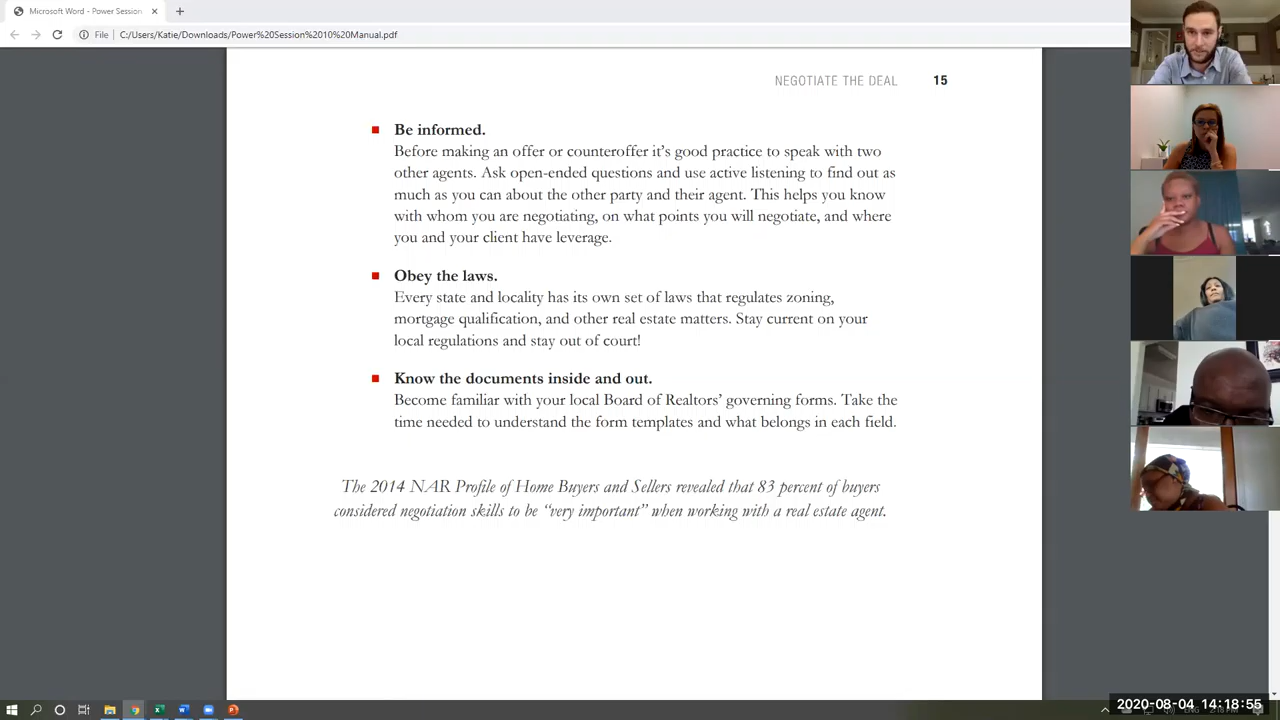 Microsoft Word - Power Session
File
C:/Users/Katie/Downloads/Power%20Session%2010%20Manual.pdf
NEGOTIATE THE DEAL 15
Be informed.
Before making an offer or counteroffer it’s good practice to speak with two
other agents. Ask open-ended questions and use active listening to find out as
much as you can about the other party and their agent. This helps you know
with whom you are negotiating, on what points you will negotiate, and where
you and your client have leverage.
Obey the laws.
Every state and locality has its own set of laws that regulates zoning,
mortgage qualification, and other real estate matters. Stay current on your
local regulations and stay out of court!
Know the documents inside and out.
Become familiar with your local Board of Realtors’ governing forms. Take the
time needed to understand the form templates and what belongs in each field.
The 2014 NAR Profile of Home Buyers and Sellers revealed that 83 percent of buyers
considered negotiation skills to be “very important” when working with a real estate agent.
2020-08-04 14:18:55